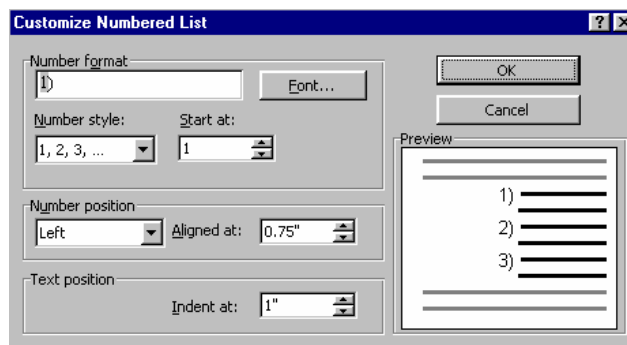 Customize Numbered List
Number format
1)
Font...
Number style:
Start at:
1, 2, 3, ...
1
Number position
Left
Aligned at:
0.75"
Text position
Indent at:
1"
OK
Cancel
Preview
1)
2)
3)